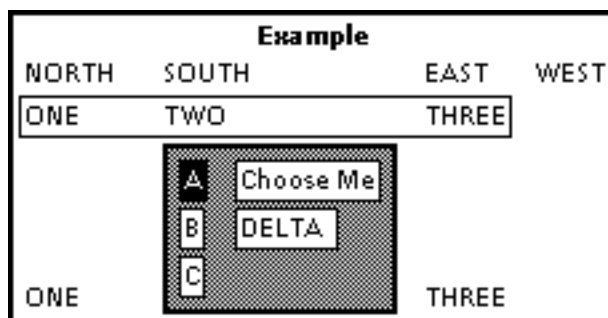 Example
NORTH SOUTH EAST WEST
ONE TWO THREE
A Choose Me
B DELTA
C
ONE THREE